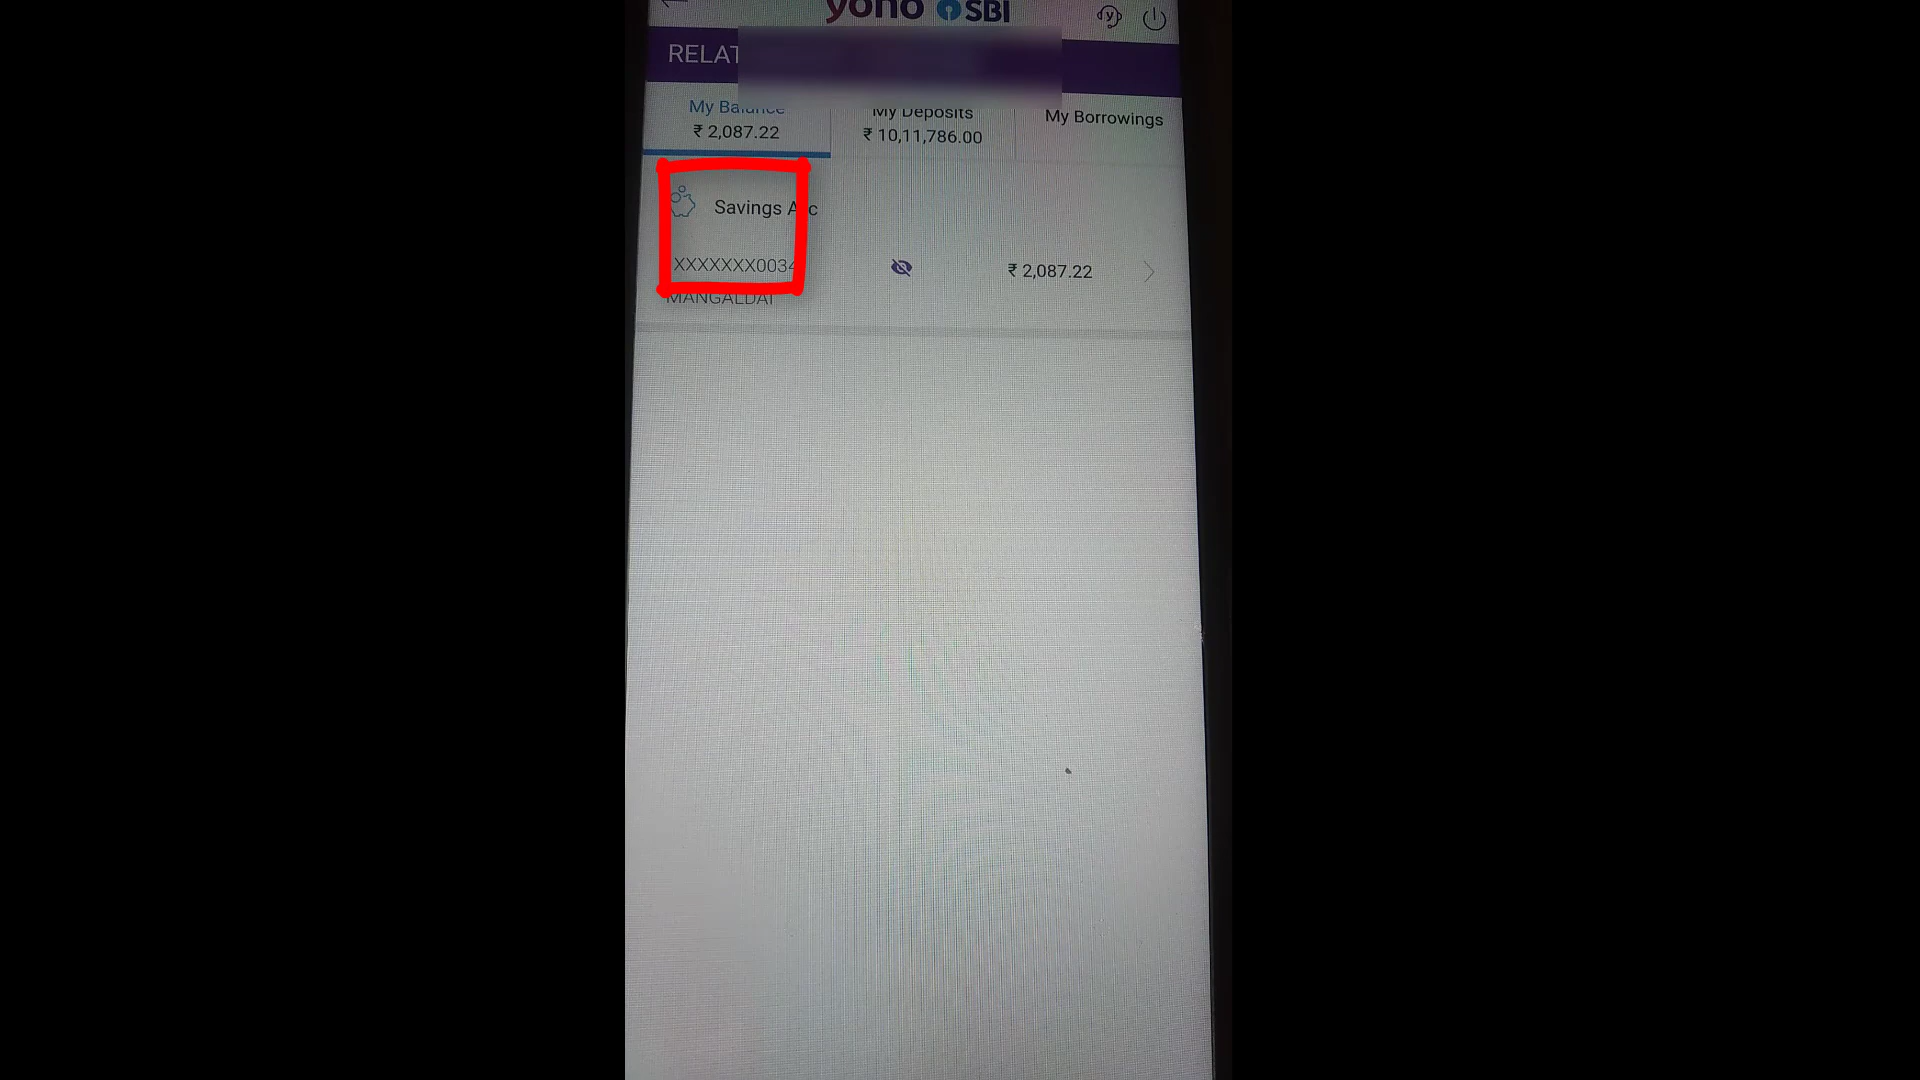 yono SBI
RELAT
My Balance My Deposits My Borrowings
₹ 2,087.22 ₹ 10,11,786.00
Savings A c
XXXXXXX0034 ₹ 2,087.22
MANGALDAI